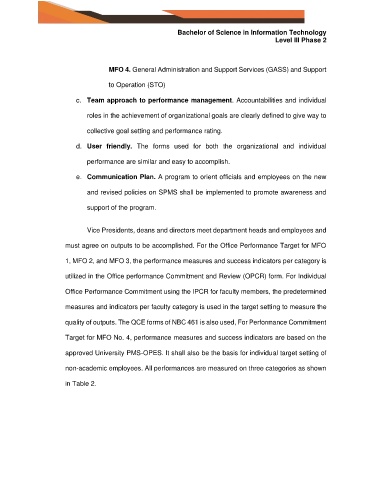 Bachelor of Science in Information Technology
Level III Phase 2
MFO 4. General Administration and Support Services (GASS) and Support
to Operation (STO)
c. Team approach to performance management. Accountabilities and individual
roles in the achievement of organizational goals are clearly defined to give way to
collective goal setting and performance rating.
d. User friendly. The forms used for both the organizational and individual
performance are similar and easy to accomplish.
e. Communication Plan. A program to orient officials and employees on the new
and revised policies on SPMS shall be implemented to promote awareness and
support of the program.
Vice Presidents, deans and directors meet department heads and employees and
must agree on outputs to be accomplished. For the Office Performance Target for MFO
1, MFO 2, and MFO 3, the performance measures and success indicators per category is
utilized in the Office performance Commitment and Review (OPCR) form. For Individual
Office Performance Commitment using the IPCR for faculty members, the predetermined
measures and indicators per faculty category is used in the target setting to measure the
quality of outputs. The QCE forms of NBC 461 is also used. For Performance Commitment
Target for MFO No. 4, performance measures and success indicators are based on the
approved University PMS-OPES. It shall also be the basis for individual target setting of
non-academic employees. All performances are measured on three categories as shown
in Table 2.